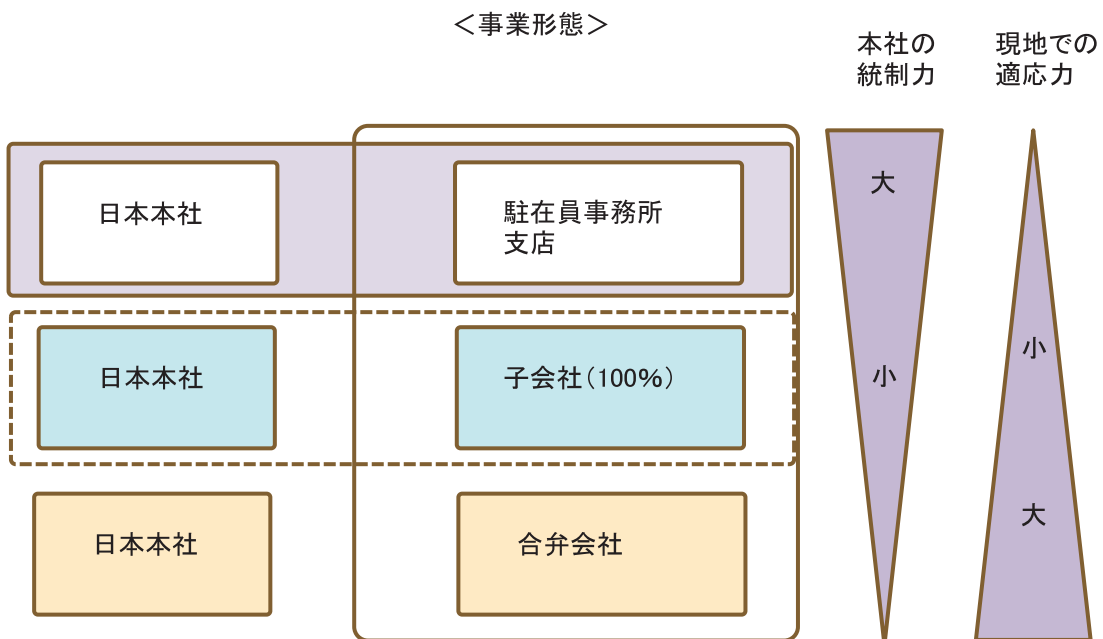 ＜事業形態＞
本社の
統制力
現地での
適応力
日本本社
駐在員事務所
支店
大
日本本社
子会社（100％）
小
小
日本本社
合弁会社
大